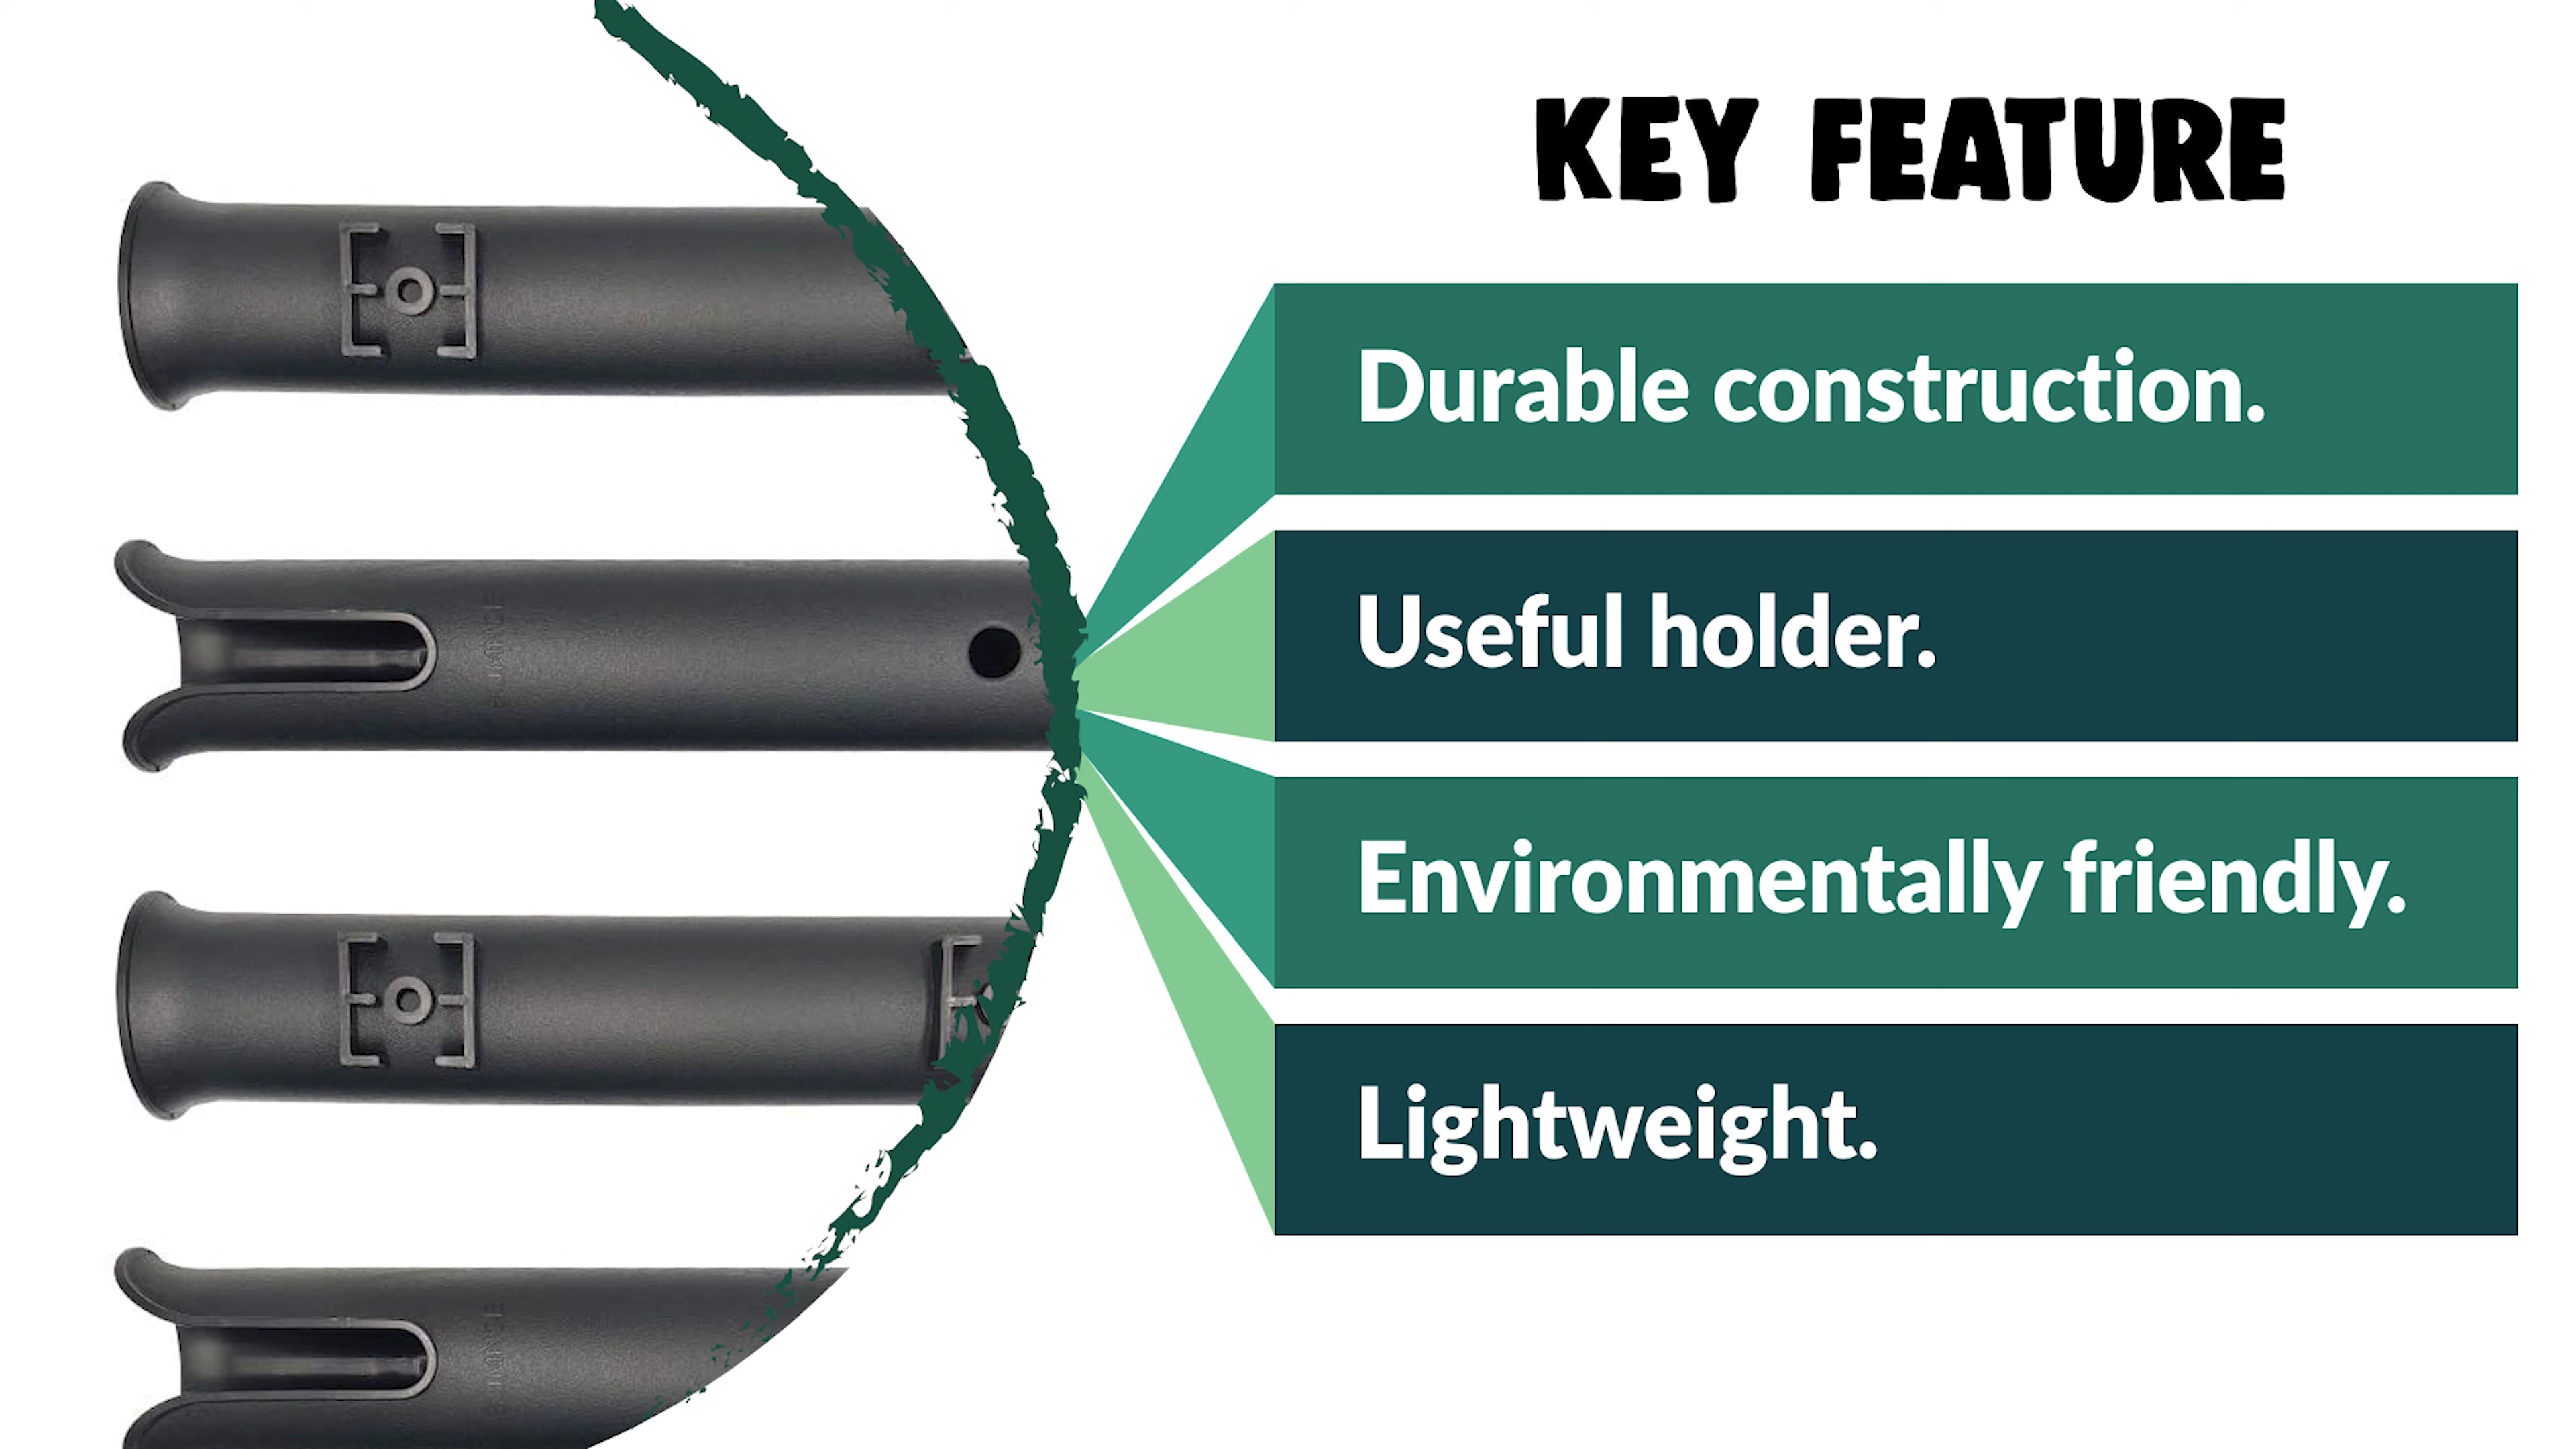 KEY FEATURE
Durable construction.
Useful holder.
Environmentally friendly.
Lightweight.